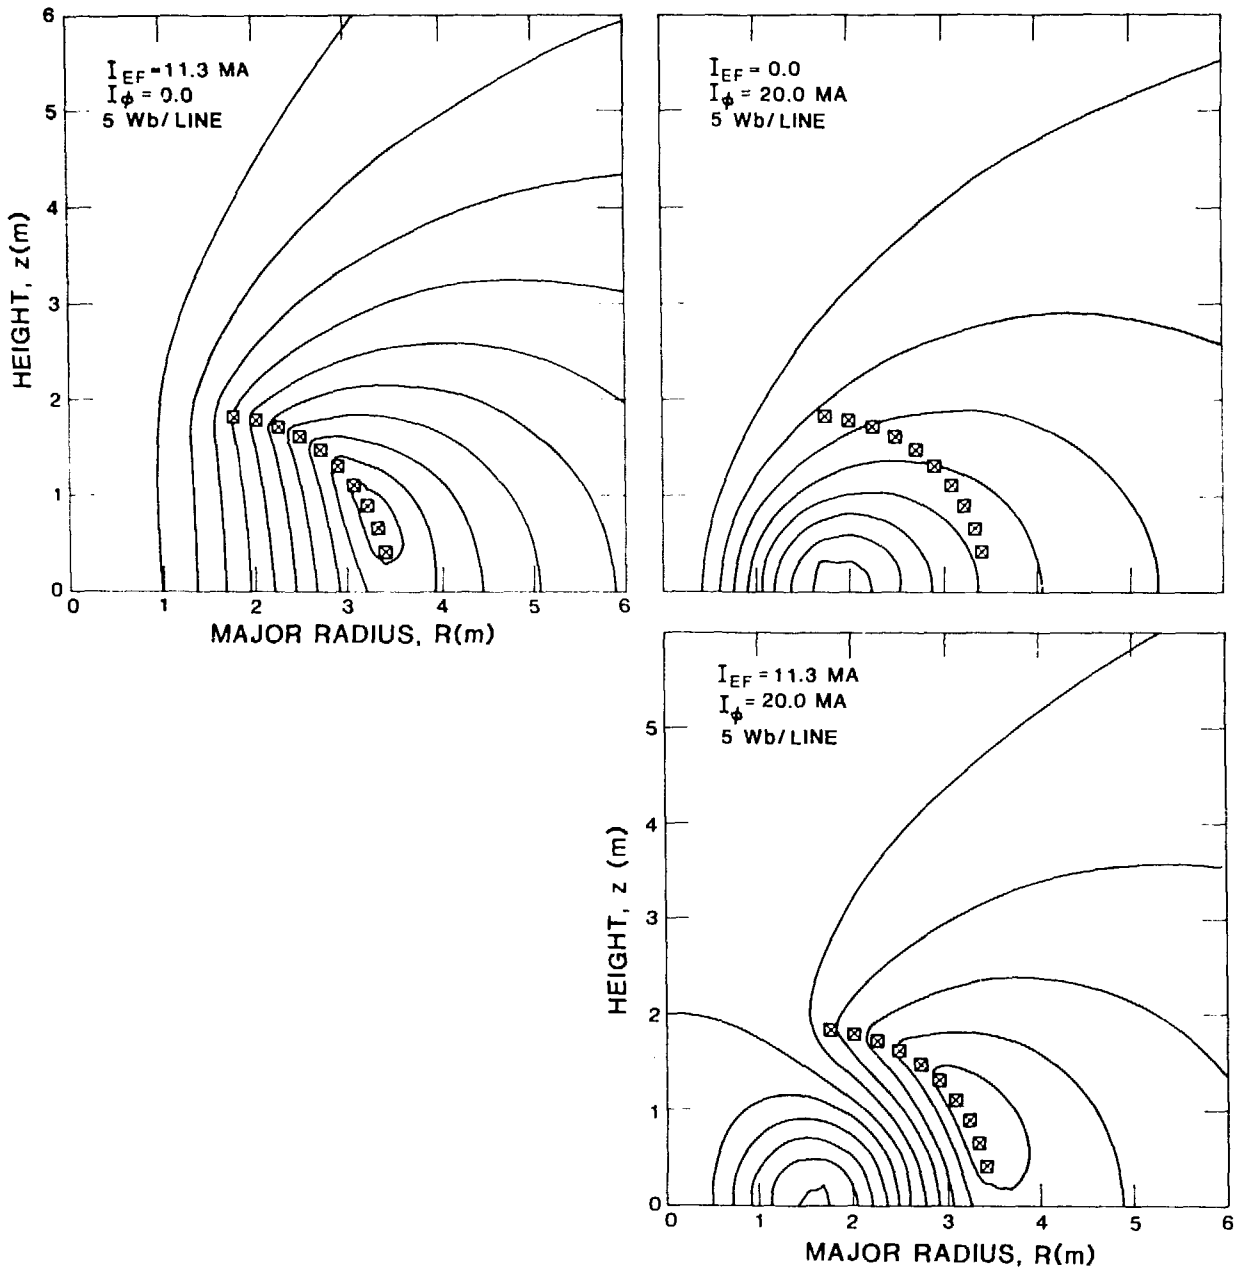 6
5
4
3
2
1
0
HEIGHT, z(m)
I_EF = 11.3 MA
I_ϕ = 0.0
5 Wb/LINE
0 1 2 3 4 5 6
MAJOR RADIUS, R(m)
I_EF = 0.0
I_ϕ = 20.0 MA
5 Wb/LINE
I_EF = 11.3 MA
I_ϕ = 20.0 MA
5 Wb/LINE
5
4
3
2
1
0
HEIGHT, z (m)
0 1 2 3 4 5 6
MAJOR RADIUS, R(m)